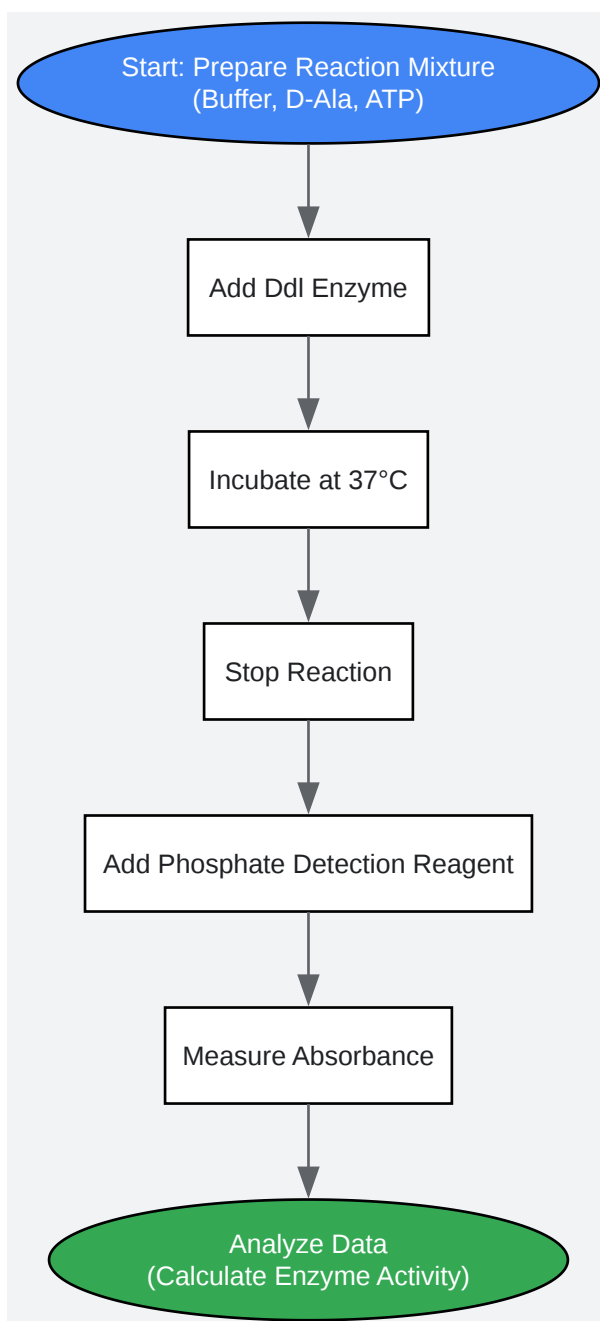 Start: Prepare Reaction Mixture
(Buffer, D-Ala, ATP)
Add Ddl Enzyme
Incubate at 37°C
Stop Reaction
Add Phosphate Detection Reagent
Measure Absorbance
Analyze Data
(Calculate Enzyme Activity)